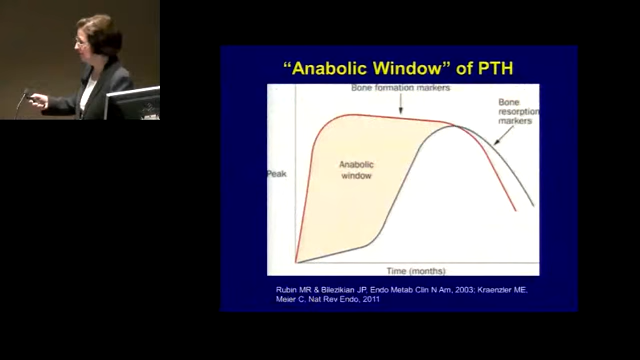 “Anabolic Window” of PTH
Bone formation markers
Bone
resorption
markers
Anabolic
window
Peak
Time (months)
Rubin MR & Bilezikian JP, Endo Metab Clin N Am, 2003; Kraenzler ME,
Meier C, Nat Rev Endo, 2011